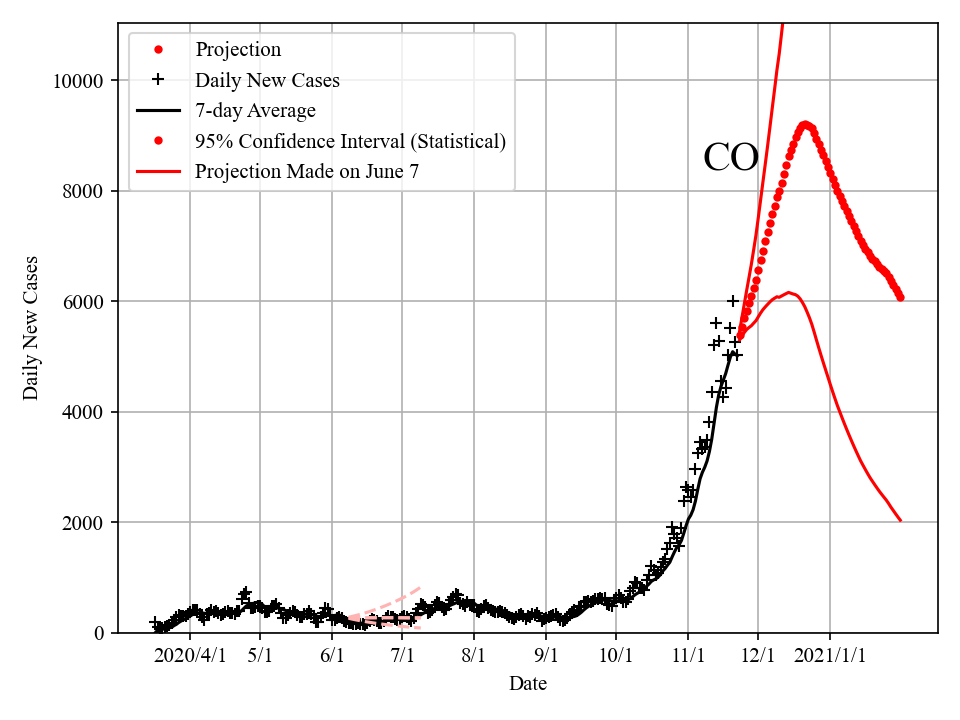 Projection
Daily New Cases
7-day Average
95% Confidence Interval (Statistical)
Projection Made on June 7
CO
10000
8000
6000
4000
2000
0
Daily New Cases
2020/4/1 5/1 6/1 7/1 8/1 9/1 10/1 11/1 12/1 2021/1/1
Date